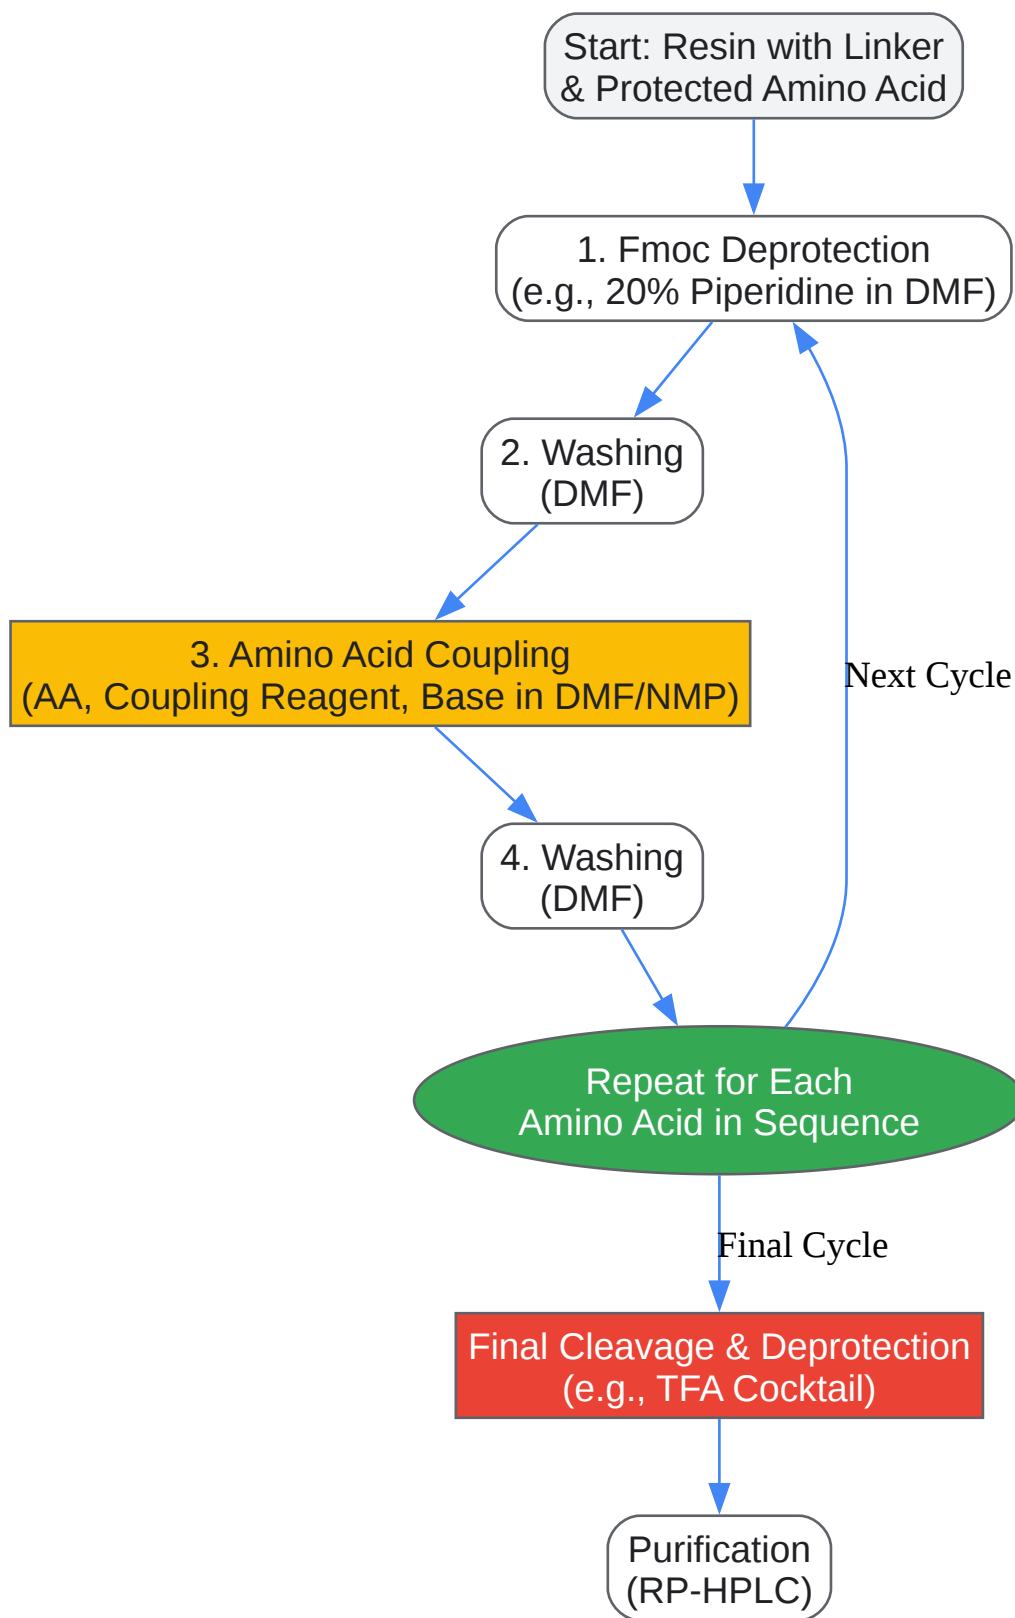 Start: Resin with Linker
& Protected Amino Acid
1. Fmoc Deprotection
(e.g., 20% Piperidine in DMF)
2. Washing
(DMF)
3. Amino Acid Coupling
(AA, Coupling Reagent, Base in DMF/NMP)
Next Cycle
4. Washing
(DMF)
Repeat for Each
Amino Acid in Sequence
Final Cycle
Final Cleavage & Deprotection
(e.g., TFA Cocktail)
Purification
(RP-HPLC)